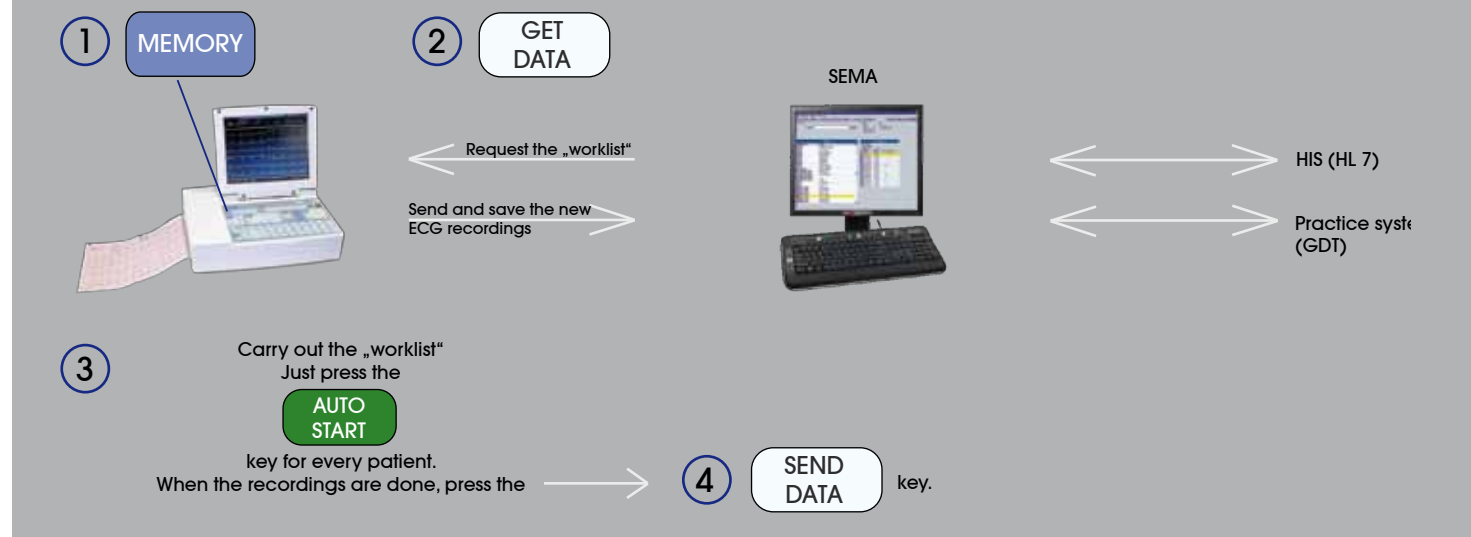 1
MEMORY
2
GET
DATA
SEMA
Request the „worklist“
HIS (HL 7)
Send and save the new
ECG recordings
Practice syste
(GDT)
3
Carry out the „worklist“
Just press the
AUTO
START
key for every patient.
When the recordings are done, press the
4
SEND
DATA
key.